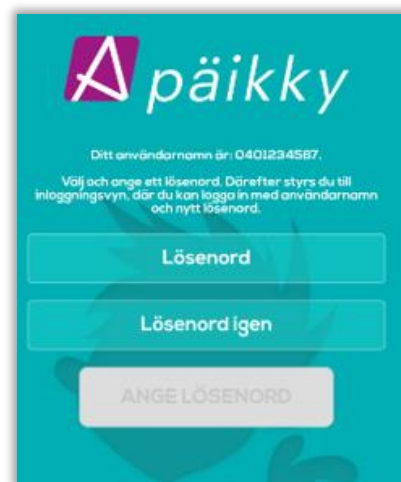 A päikky
Ditt användarnamn är: 0401234567.
Välj och ange ett lösenord. Därefter styrs du till
inloggningsvyn, där du kan logga in med användarnamn
och nytt lösenord.
Lösenord
Lösenord igen
ANGE LÖSENORD